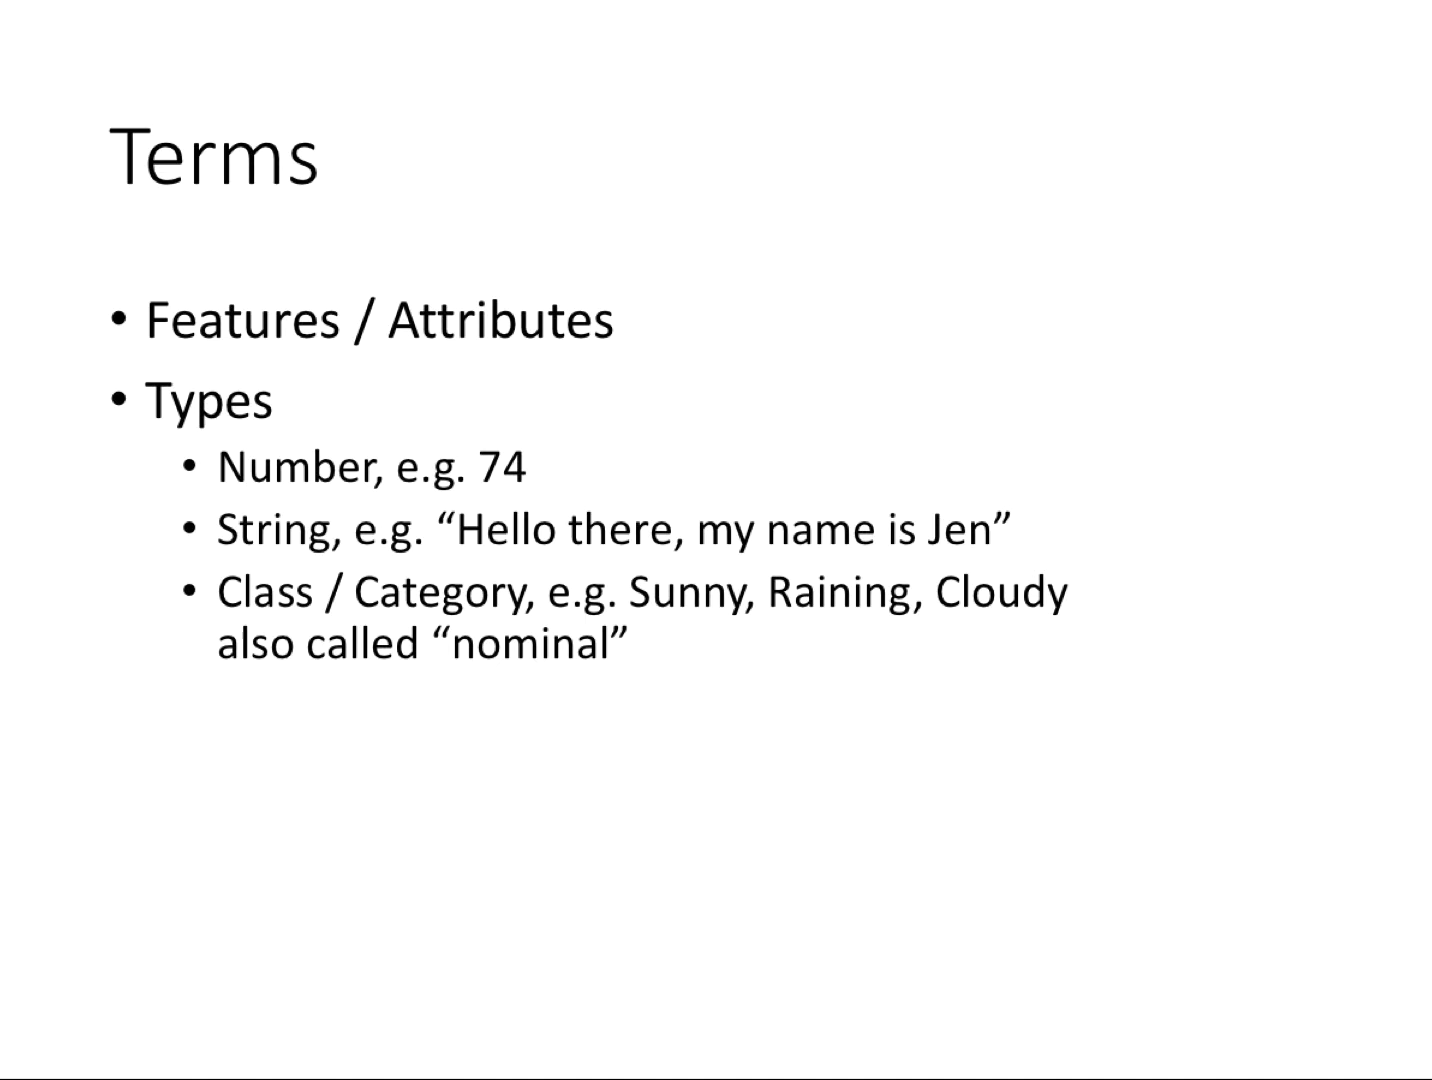 Terms
• Features / Attributes
• Types
• Number, e.g. 74
• String, e.g. “Hello there, my name is Jen”
• Class / Category, e.g. Sunny, Raining, Cloudy
also called “nominal”